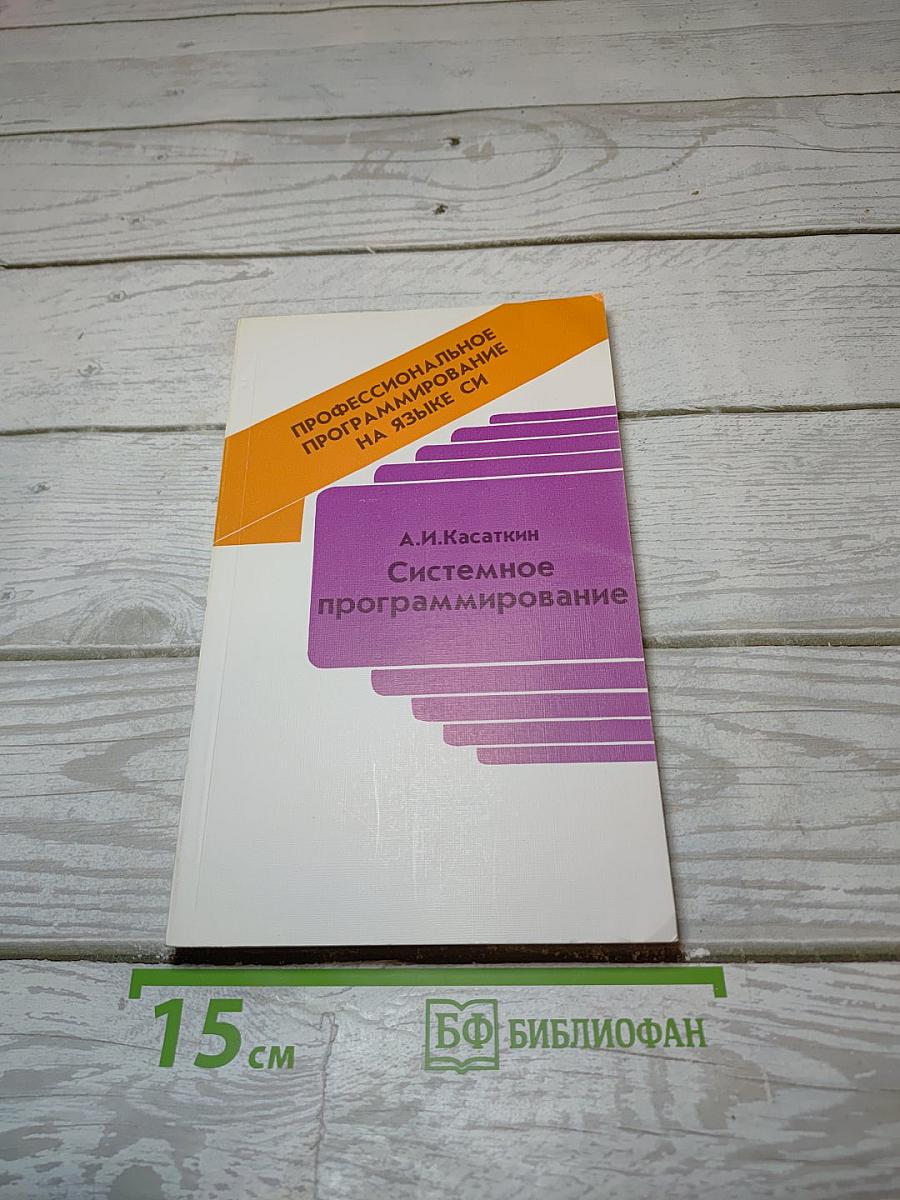 ПРОФЕССИОНАЛЬНОЕ
ПРОГРАММИРОВАНИЕ
НА ЯЗЫКЕ СИ
А.И.Касаткин
Системное
программирование
15 см
БФ БИБЛИОФАН